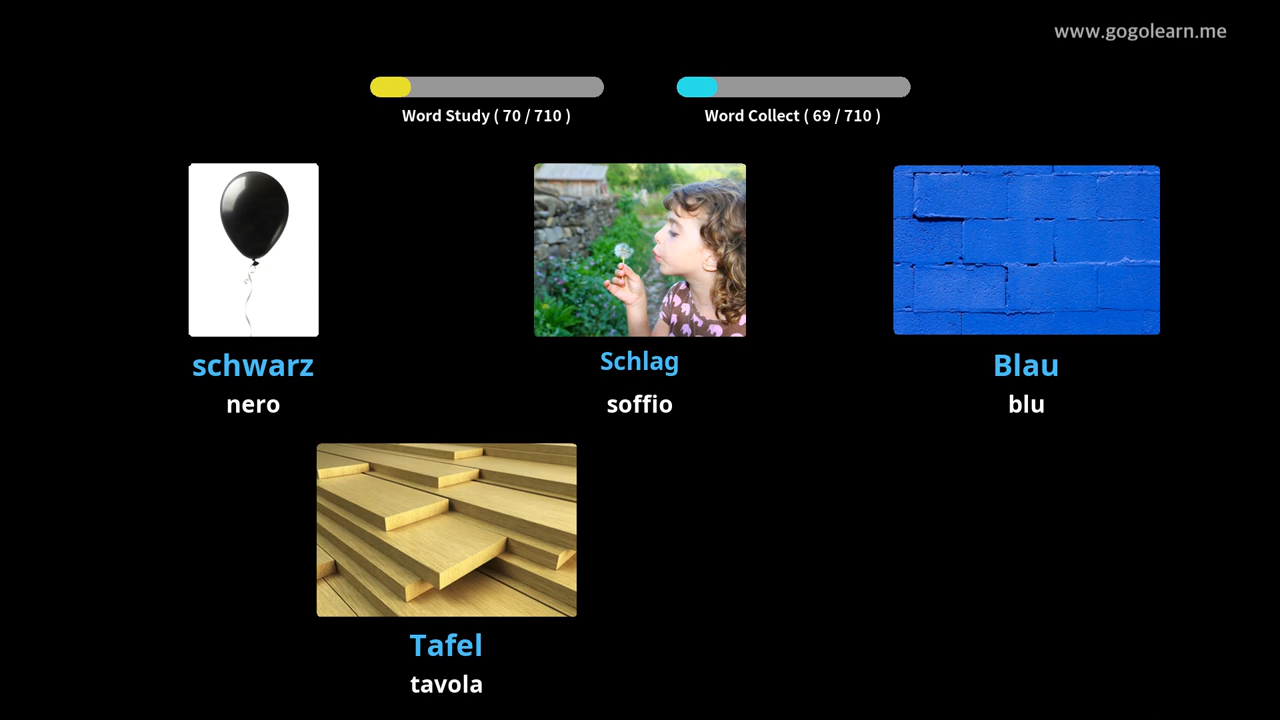 www.gogolearn.me
Word Study ( 70 / 710 )
Word Collect ( 69 / 710 )
schwarz
nero
Schlag
soffio
Blau
blu
Tafel
tavola